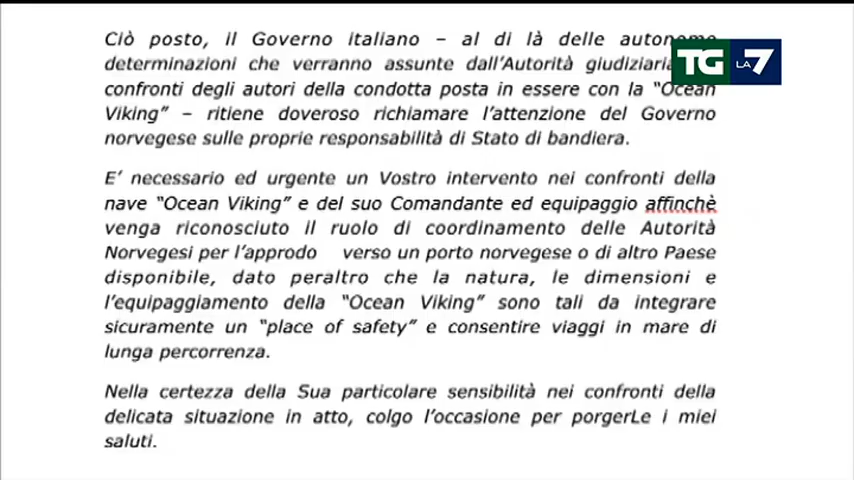 Ciò posto, il Governo italiano – al di là delle autonome
determinazioni che verranno assunte dall'Autorità giudiziaria
confronti degli autori della condotta posta in essere con la "Ocean
Viking" – ritiene doveroso richiamare l'attenzione del Governo
norvegese sulle proprie responsabilità di Stato di bandiera.
E' necessario ed urgente un Vostro intervento nei confronti della
nave "Ocean Viking" e del suo Comandante ed equipaggio affinchè
venga riconosciuto il ruolo di coordinamento delle Autorità
Norvegesi per l'approdo verso un porto norvegese o di altro Paese
disponibile, dato peraltro che la natura, le dimensioni e
l'equipaggiamento della "Ocean Viking" sono tali da integrare
sicuramente un "place of safety" e consentire viaggi in mare di
lunga percorrenza.
Nella certezza della Sua particolare sensibilità nei confronti della
delicata situazione in atto, colgo l'occasione per porgerLe i miei
saluti.
TG LA7